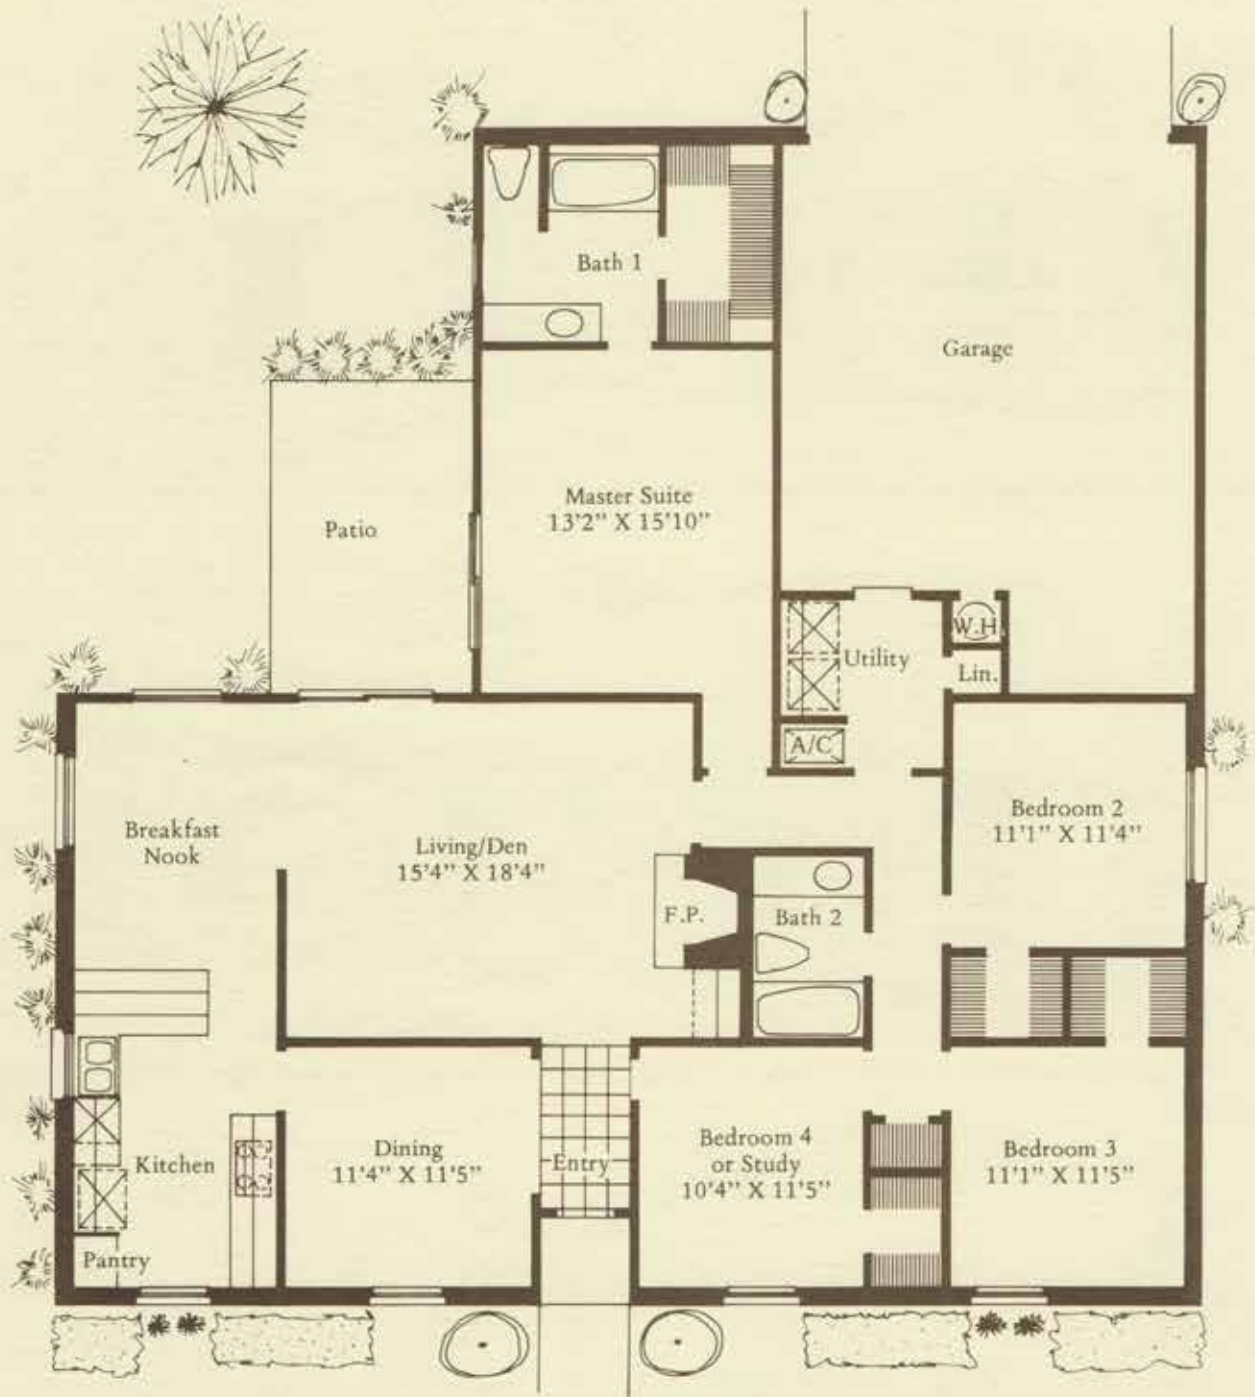 Bath 1
Garage
Master Suite
13'2" X 15'10"
Patio
W.H.
Utility
Lin.
A/C
Breakfast
Nook
Living/Den
15'4" X 18'4"
Bedroom 2
11'1" X 11'4"
F.P.
Bath 2
Kitchen
Dining
11'4" X 11'5"
Entry
Bedroom 4
or Study
10'4" X 11'5"
Bedroom 3
11'1" X 11'5"
Pantry